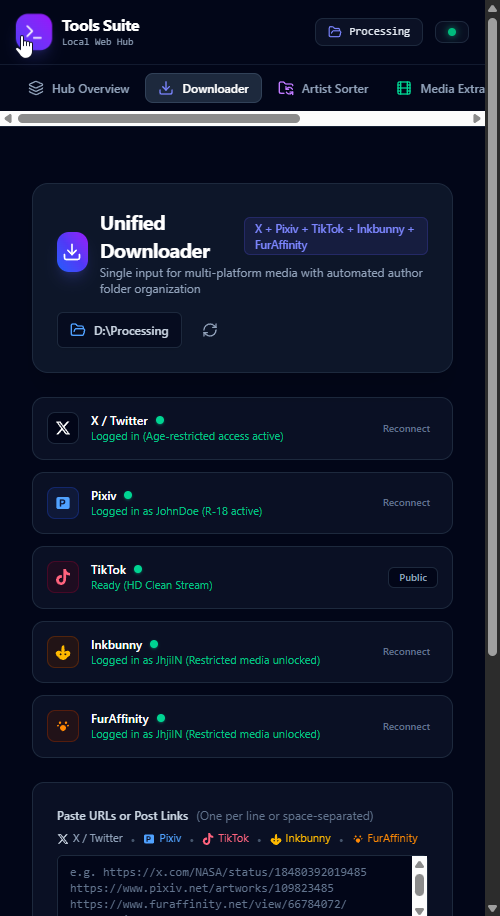 Tools Suite
Local Web Hub
Processing
Hub Overview
Downloader
Artist Sorter
Media Extra
Unified
Downloader
X + Pixiv + TikTok + Inkbunny +
FurAffinity
Single input for multi-platform media with automated author
folder organization
D:\Processing
X / Twitter
Logged in (Age-restricted access active)
Reconnect
Pixiv
Logged in as JohnDoe (R-18 active)
Reconnect
TikTok
Ready (HD Clean Stream)
Public
Inkbunny
Logged in as JhjilN (Restricted media unlocked)
Reconnect
FurAffinity
Logged in as JhjilN (Restricted media unlocked)
Reconnect
Paste URLs or Post Links (One per line or space-separated)
X / Twitter • Pixiv • TikTok • Inkbunny • FurAffinity
e.g. https://x.com/NASA/status/18480392019485
https://www.pixiv.net/artworks/109823485
https://www.furaffinity.net/view/66784072/